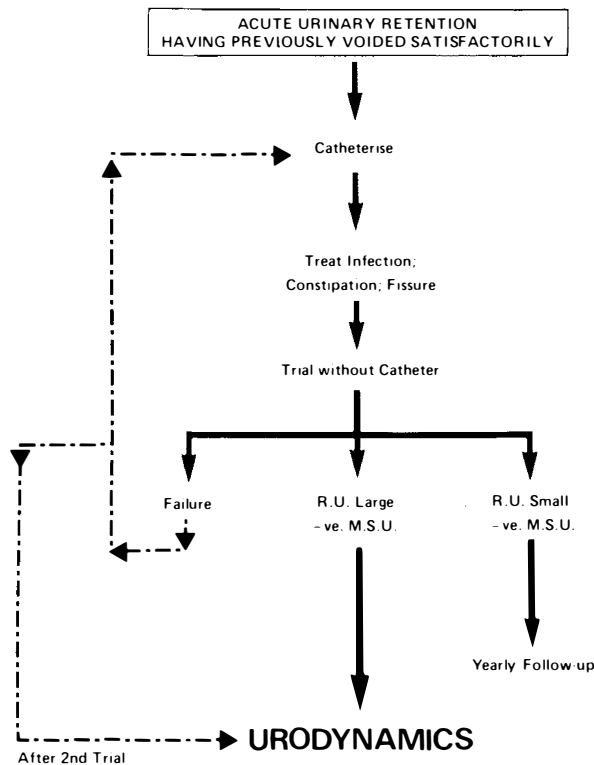 ACUTE URINARY RETENTION
HAVING PREVIOUSLY VOIDED SATISFACTORILY
Catheterise
Treat Infection;
Constipation; Fissure
Trial without Catheter
Failure
R.U. Large
-ve. M.S.U.
R.U. Small
-ve. M.S.U.
Yearly Follow-up
URODYNAMICS
After 2nd Trial